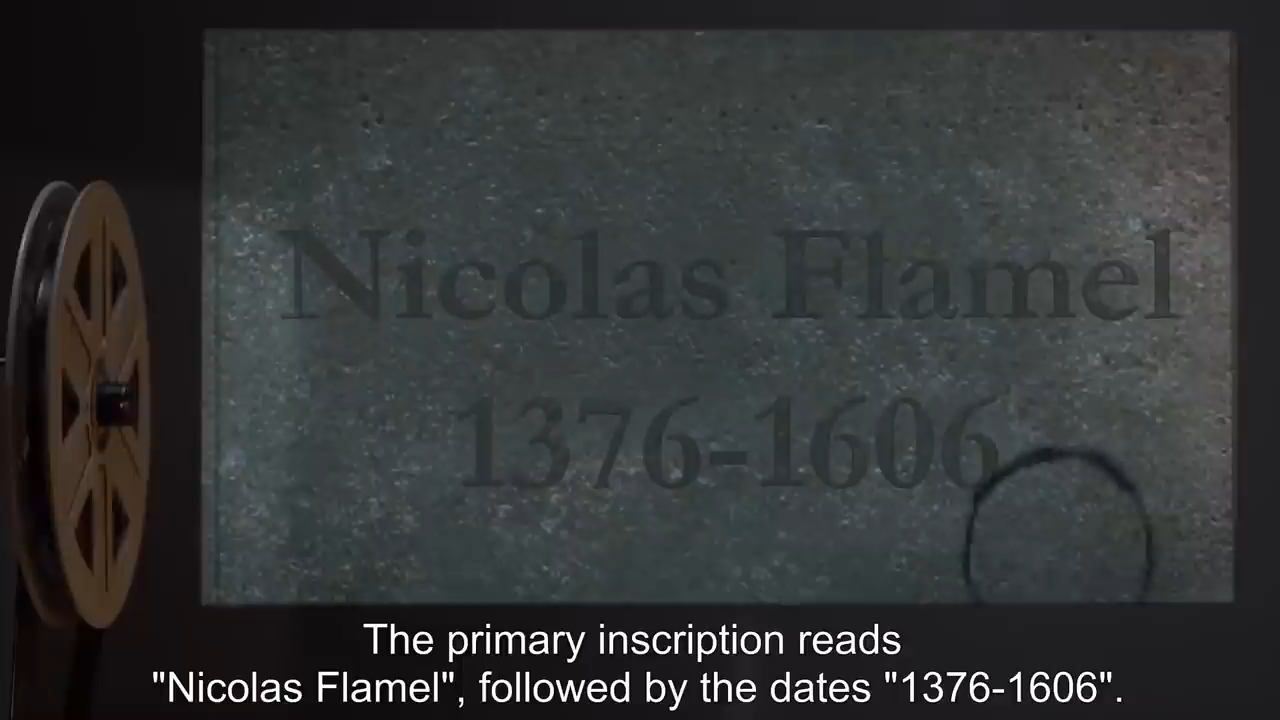 Nicolas Flamel
1376-1606
The primary inscription reads
"Nicolas Flamel", followed by the dates "1376-1606".